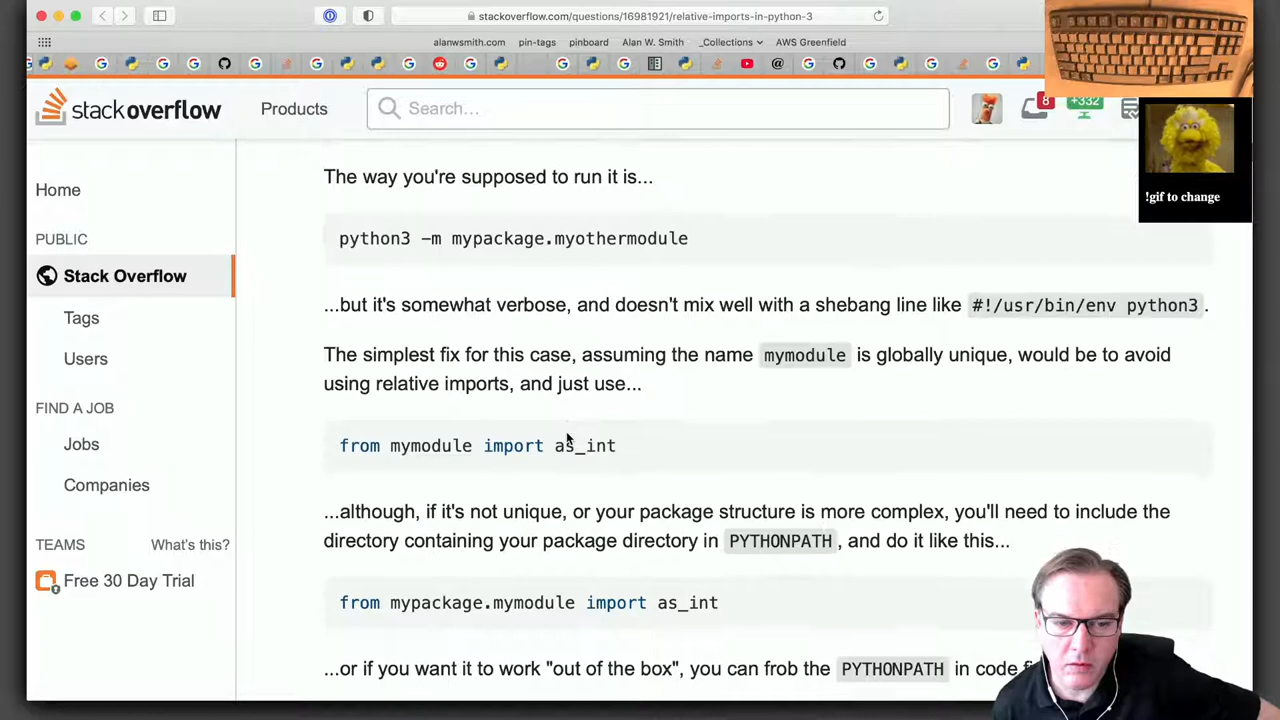 stackoverflow.com/questions/16981921/relative-imports-in-python-3
alanwsmith.com pin-tags pinboard Alan W. Smith _Collections AWS Greenfield
stackoverflow Products Search... 8 +332
!gif to change
Home
PUBLIC
Stack Overflow
Tags
Users
FIND A JOB
Jobs
Companies
TEAMS What's this?
Free 30 Day Trial
The way you're supposed to run it is...
python3 -m mypackage.myothermodule
...but it's somewhat verbose, and doesn't mix well with a shebang line like #!/usr/bin/env python3.
The simplest fix for this case, assuming the name mymodule is globally unique, would be to avoid
using relative imports, and just use...
from mymodule import as_int
...although, if it's not unique, or your package structure is more complex, you'll need to include the
directory containing your package directory in PYTHONPATH, and do it like this...
from mypackage.mymodule import as_int
...or if you want it to work "out of the box", you can frob the PYTHONPATH in code